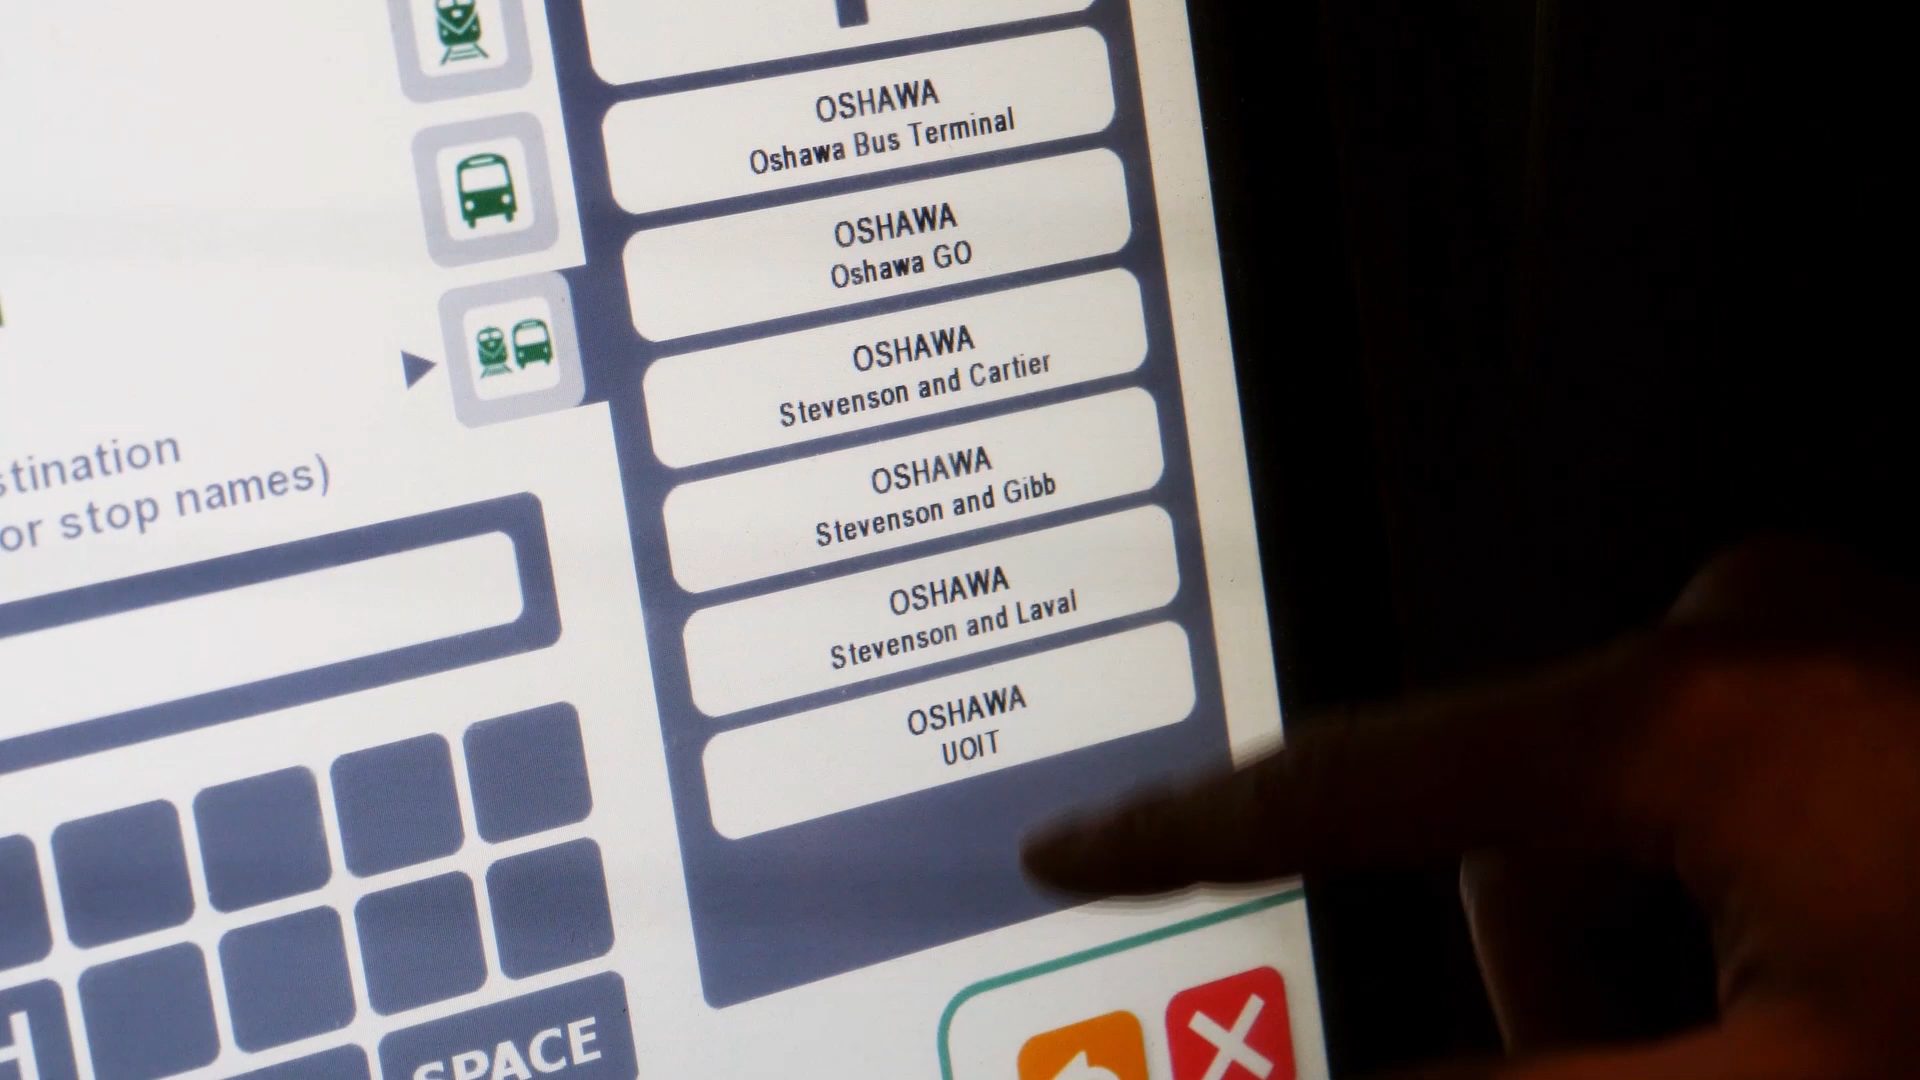 OSHAWA
Oshawa Bus Terminal
OSHAWA
Oshawa GO
OSHAWA
Stevenson and Cartier
OSHAWA
Stevenson and Gibb
OSHAWA
Stevenson and Laval
OSHAWA
UOIT
stination
or stop names)
H
SPACE